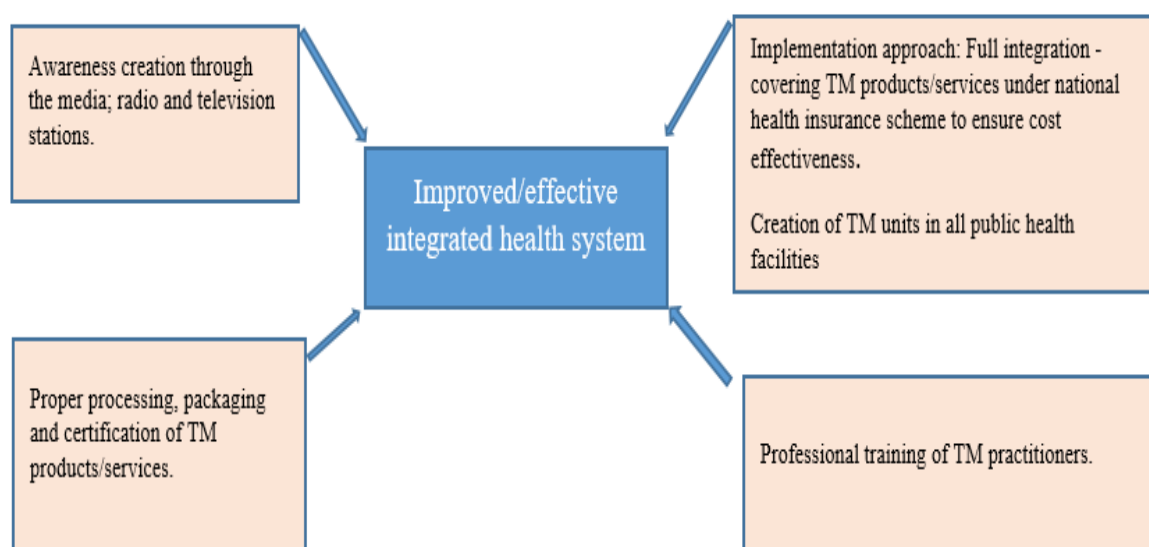 Awareness creation through
the media; radio and television
stations.
Implementation approach: Full integration -
covering TM products/services under national
health insurance scheme to ensure cost
effectiveness.
Creation of TM units in all public health
facilities
Improved/effective
integrated health system
Proper processing, packaging
and certification of TM
products/services.
Professional training of TM practitioners.